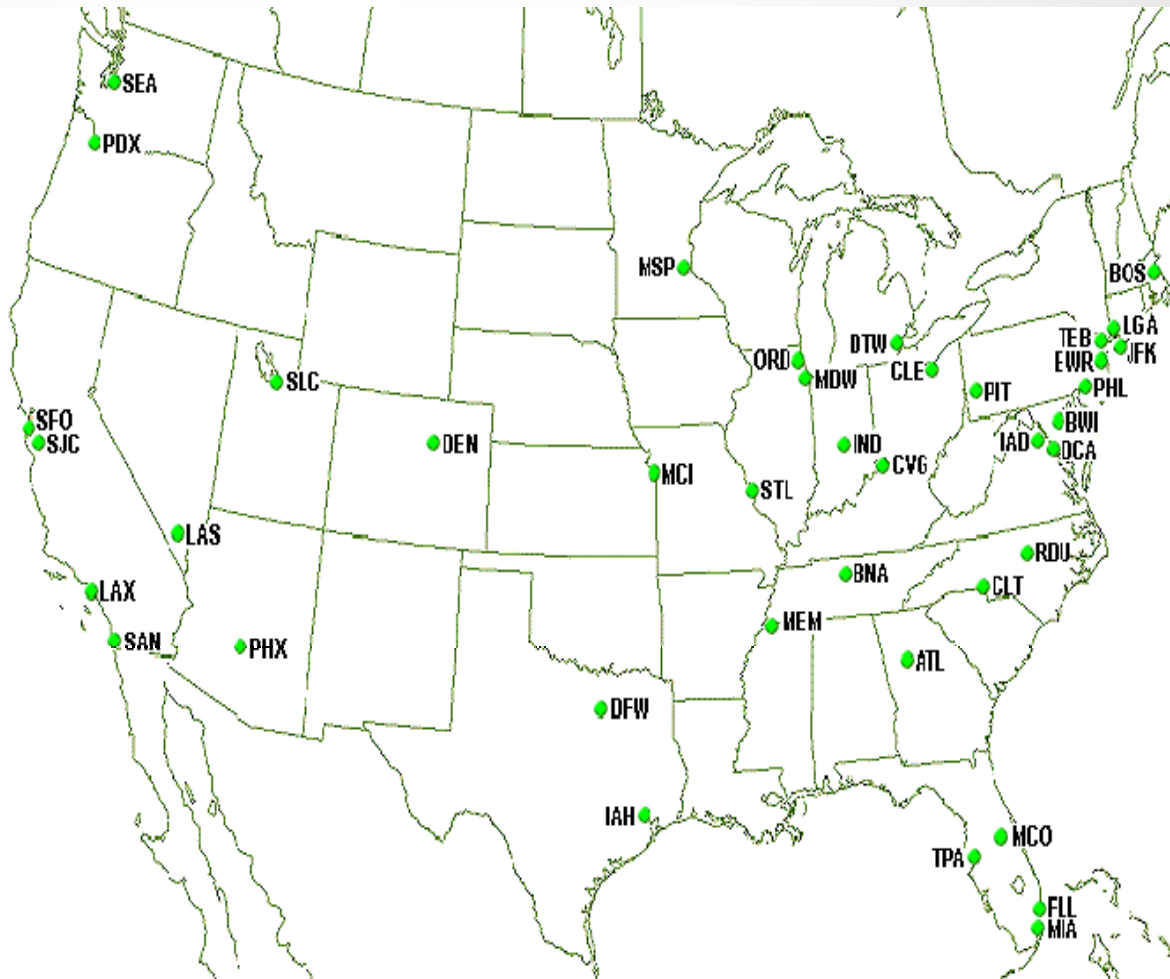 SEA
PDX
MSP
BOS
LGA
TEB
JFK
DTW
ORD
EWR
CLE
MDW
SLC
PIT
PHL
SFO
BWI
SJC
DEN
IND
IAD
DCA
CVG
MCI
STL
LAS
RDU
BNA
CLT
LAX
MEM
SAN
PHX
ATL
DFW
IAH
MCO
TPA
FLL
MIA